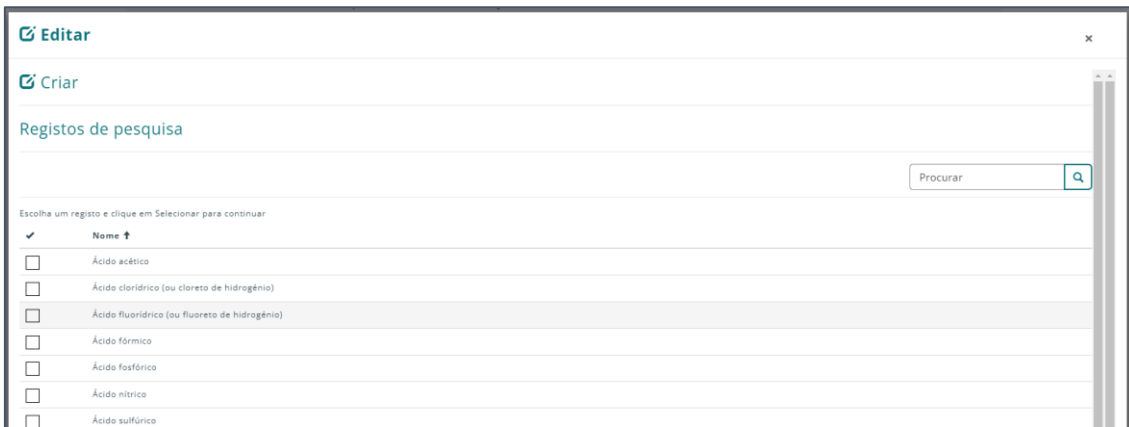 Editar
×
Criar
Registos de pesquisa
Procurar
Escolha um registo e clique em Selecionar para continuar
Nome
Ácido acético
Ácido clorídrico (ou cloreto de hidrogénio)
Ácido fluorídrico (ou fluoreto de hidrogénio)
Ácido fórmico
Ácido fosfórico
Ácido nítrico
Ácido sulfúrico